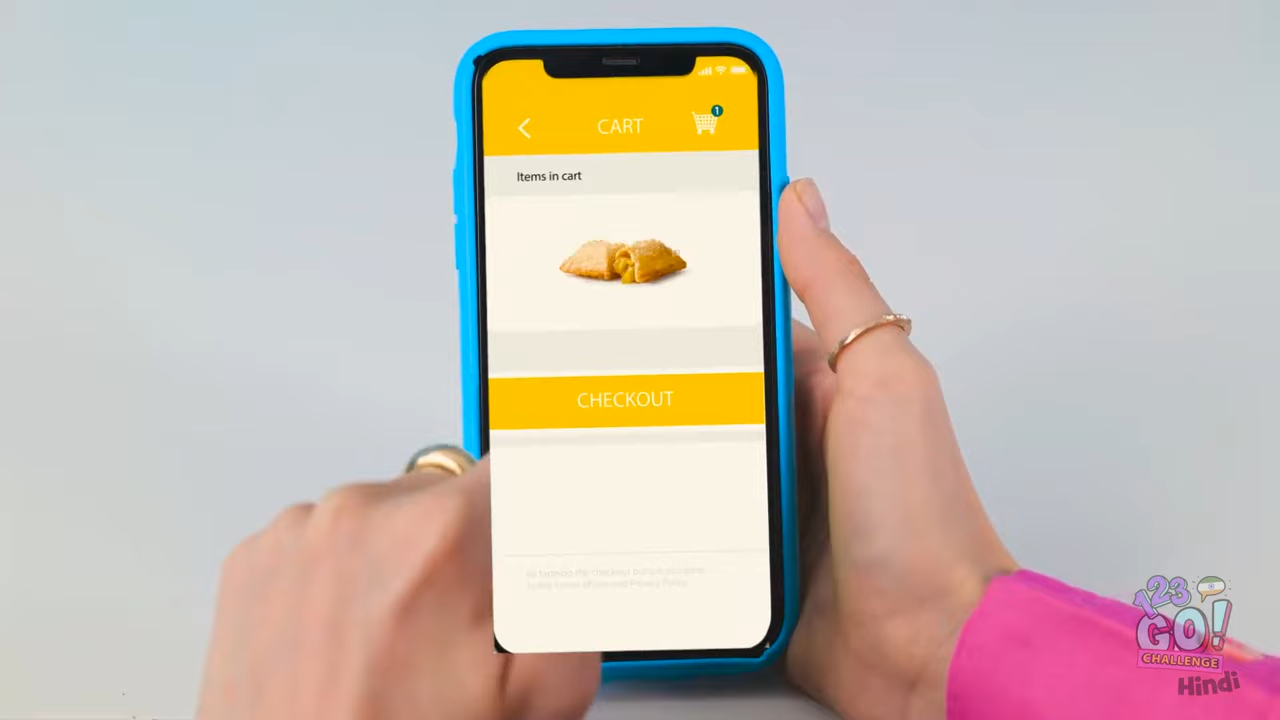 1
CART
Items in cart
CHECKOUT
123
GO!
CHALLENGE
Hindi